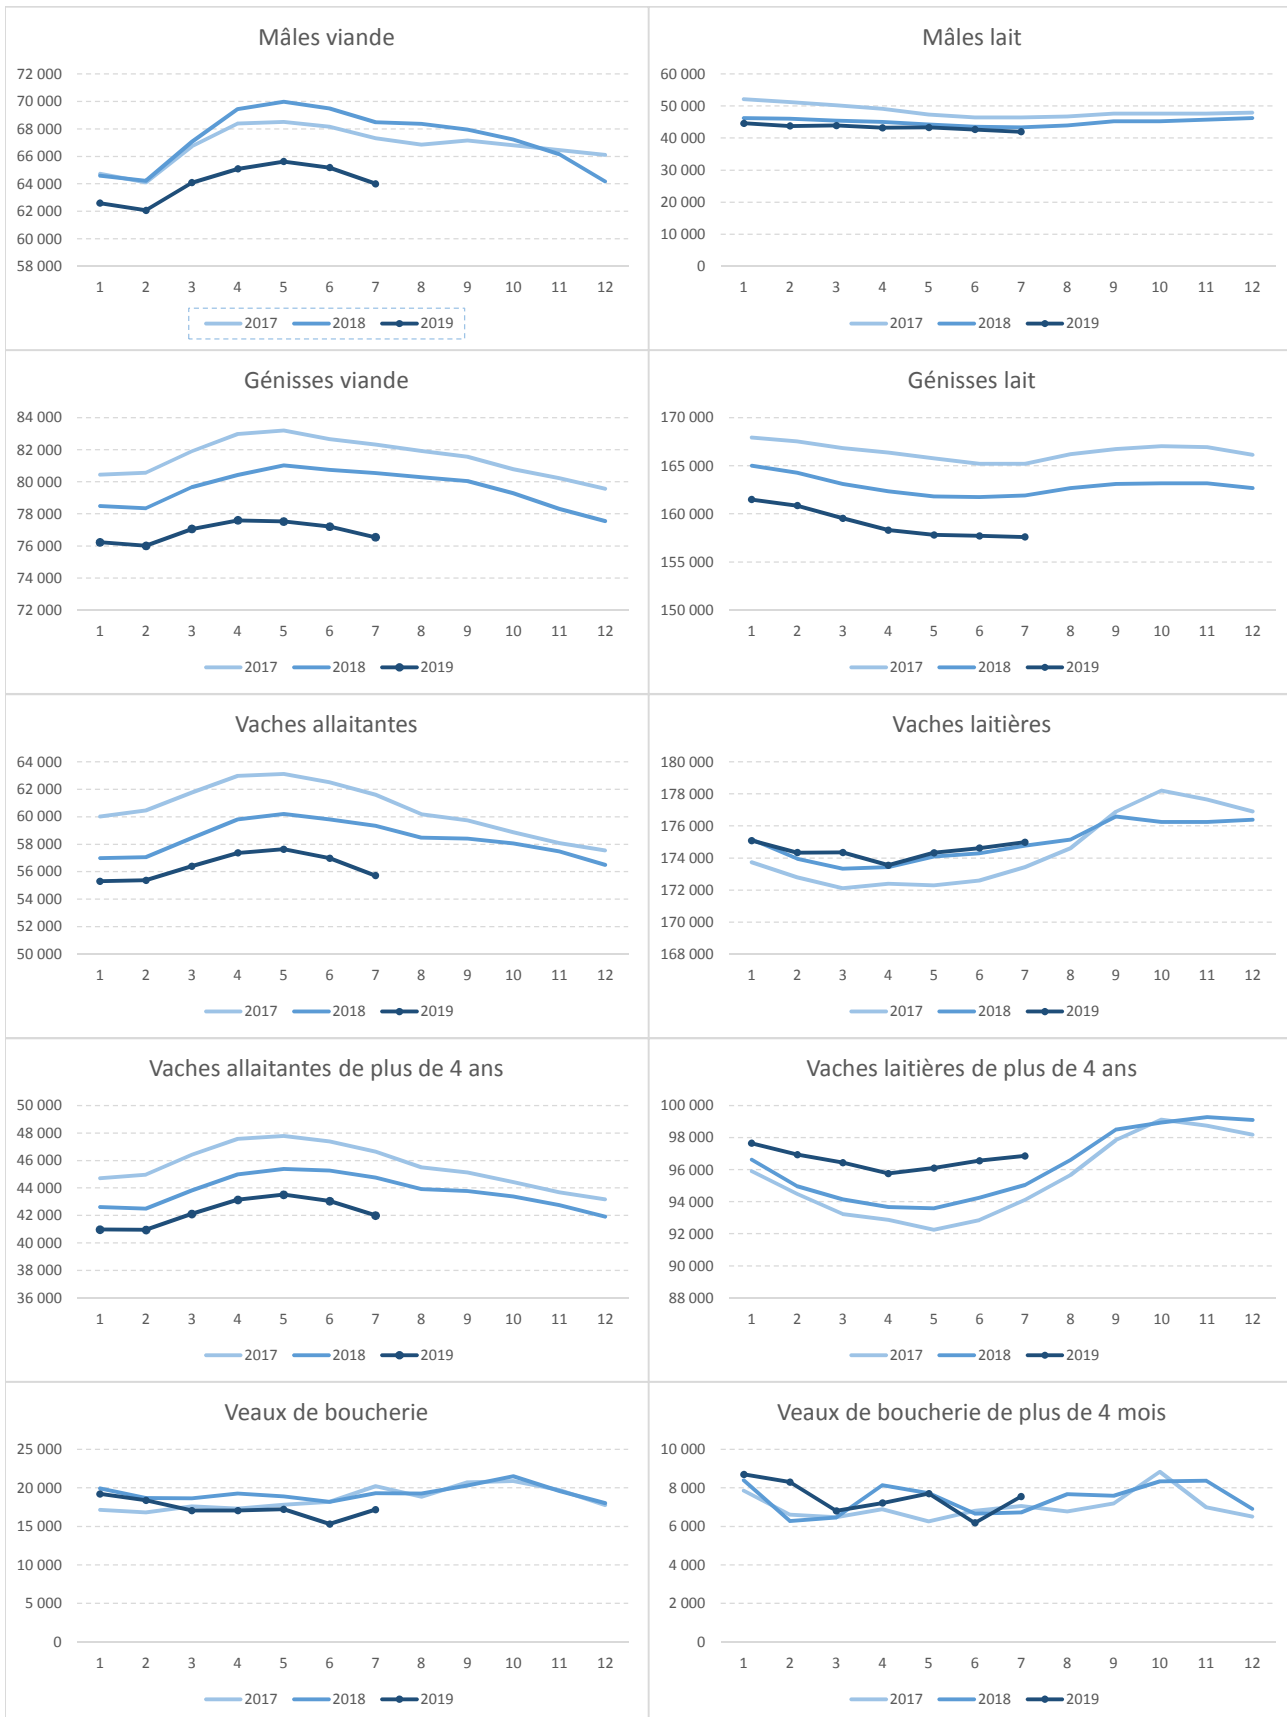 Mâles viande
72 000
70 000
68 000
66 000
64 000
62 000
60 000
58 000
1 2 3 4 5 6 7 8 9 10 11 12
2017 2018 2019
Mâles lait
60 000
50 000
40 000
30 000
20 000
10 000
0
1 2 3 4 5 6 7 8 9 10 11 12
2017 2018 2019
Génisses viande
84 000
82 000
80 000
78 000
76 000
74 000
72 000
1 2 3 4 5 6 7 8 9 10 11 12
2017 2018 2019
Génisses lait
170 000
165 000
160 000
155 000
150 000
1 2 3 4 5 6 7 8 9 10 11 12
2017 2018 2019
Vaches allaitantes
64 000
62 000
60 000
58 000
56 000
54 000
52 000
50 000
1 2 3 4 5 6 7 8 9 10 11 12
2017 2018 2019
Vaches laitières
180 000
178 000
176 000
174 000
172 000
170 000
168 000
1 2 3 4 5 6 7 8 9 10 11 12
2017 2018 2019
Vaches allaitantes de plus de 4 ans
50 000
48 000
46 000
44 000
42 000
40 000
38 000
36 000
1 2 3 4 5 6 7 8 9 10 11 12
2017 2018 2019
Vaches laitières de plus de 4 ans
100 000
98 000
96 000
94 000
92 000
90 000
88 000
1 2 3 4 5 6 7 8 9 10 11 12
2017 2018 2019
Veaux de boucherie
25 000
20 000
15 000
10 000
5 000
0
1 2 3 4 5 6 7 8 9 10 11 12
2017 2018 2019
Veaux de boucherie de plus de 4 mois
10 000
8 000
6 000
4 000
2 000
0
1 2 3 4 5 6 7 8 9 10 11 12
2017 2018 2019